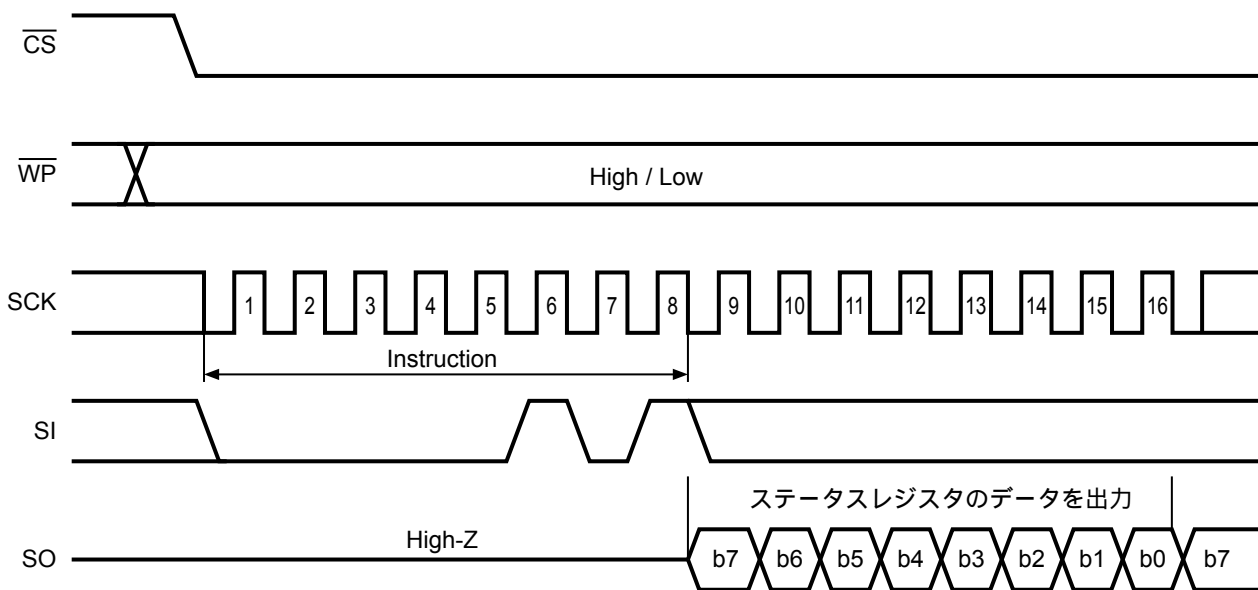 C̅S̅
W̅P̅
High / Low
SCK
1 2 3 4 5 6 7 8 9 10 11 12 13 14 15 16
Instruction
SI
ステータスレジスタのデータを出力
High-Z
SO
b7 b6 b5 b4 b3 b2 b1 b0 b7